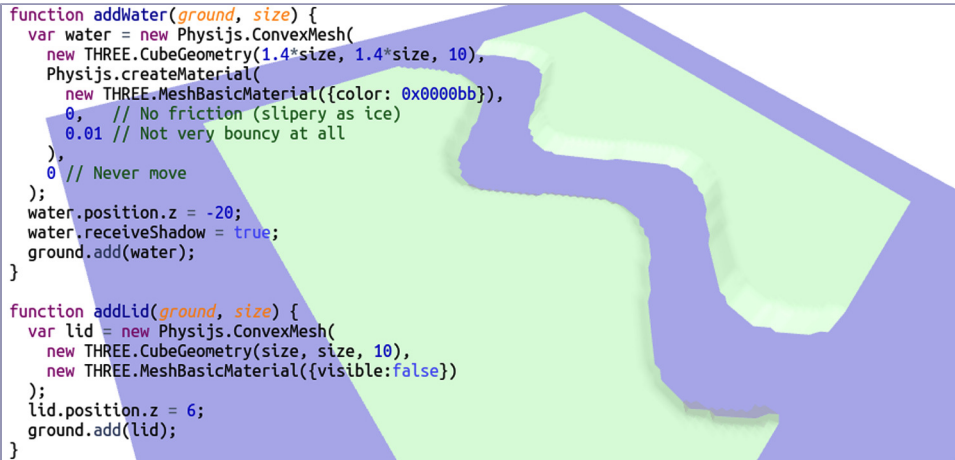 function addWater(ground, size) {
  var water = new Physijs.ConvexMesh(
    new THREE.CubeGeometry(1.4*size, 1.4*size, 10),
    Physijs.createMaterial(
      new THREE.MeshBasicMaterial({color: 0x0000bb}),
      0,   // No friction (slipery as ice)
      0.01 // Not very bouncy at all
    ),
    0 // Never move
  );
  water.position.z = -20;
  water.receiveShadow = true;
  ground.add(water);
}

function addLid(ground, size) {
  var lid = new Physijs.ConvexMesh(
    new THREE.CubeGeometry(size, size, 10),
    new THREE.MeshBasicMaterial({visible:false})
  );
  lid.position.z = 6;
  ground.add(lid);
}